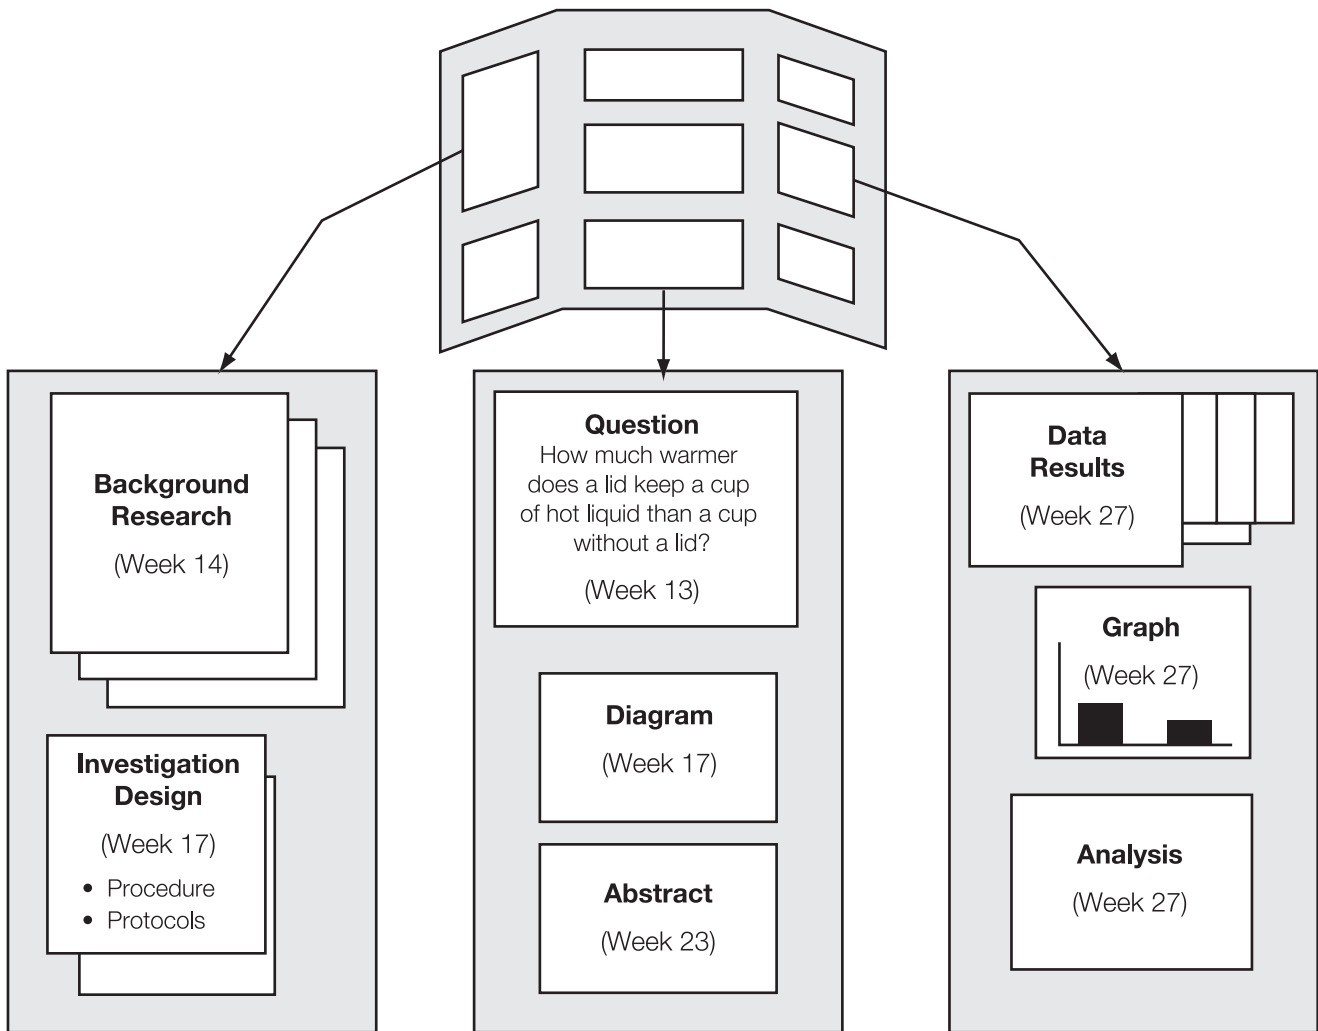 Background
Research
(Week 14)
Investigation
Design
(Week 17)
• Procedure
• Protocols
Question
How much warmer
does a lid keep a cup
of hot liquid than a cup
without a lid?
(Week 13)
Diagram
(Week 17)
Abstract
(Week 23)
Data
Results
(Week 27)
Graph
(Week 27)
Analysis
(Week 27)